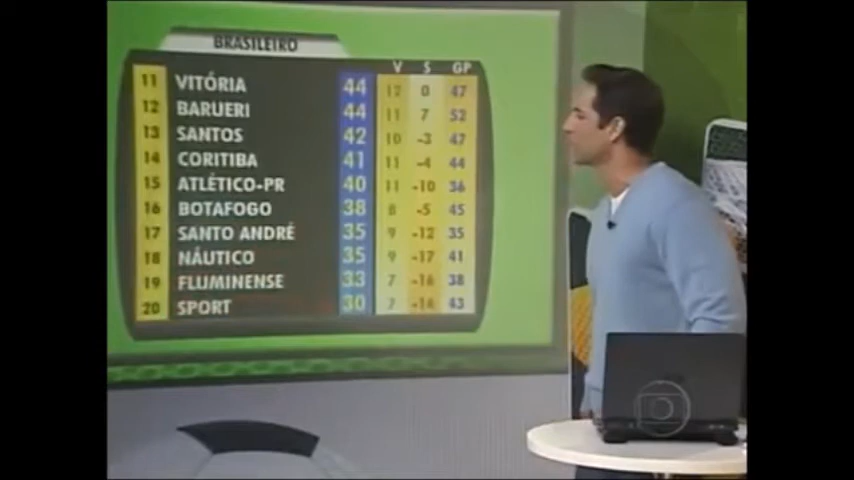 BRASILEIRO
V S GP
11 VITÓRIA 44 12 0 47
12 BARUERI 44 11 7 52
13 SANTOS 42 10 -3 47
14 CORITIBA 41 11 -4 44
15 ATLÉTICO-PR 40 11 -10 36
16 BOTAFOGO 38 8 -5 45
17 SANTO ANDRÉ 35 9 -12 35
18 NÁUTICO 35 9 -17 41
19 FLUMINENSE 33 7 -16 38
20 SPORT 30 7 -14 43